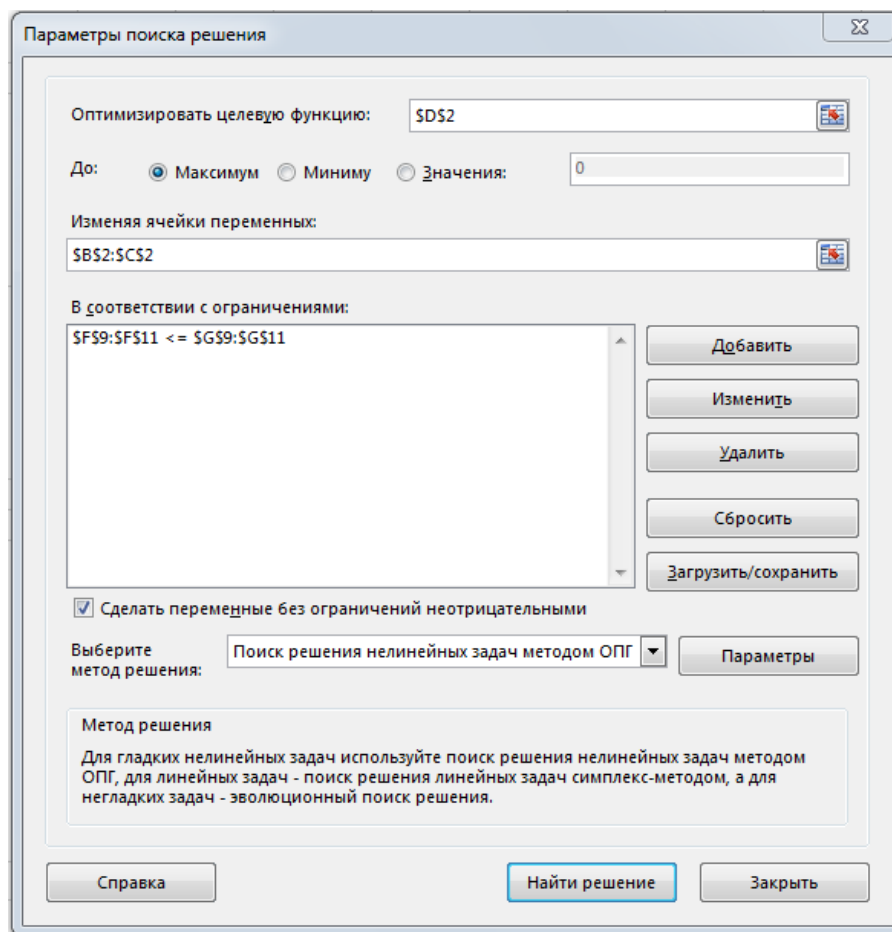 Параметры поиска решения
Оптимизировать целевую функцию: $D$2
До: Максимум Миниму Значения: 0
Изменяя ячейки переменных:
$B$2:$C$2
В соответствии с ограничениями:
$F$9:$F$11 <= $G$9:$G$11
Добавить
Изменить
Удалить
Сбросить
Загрузить/сохранить
Сделать переменные без ограничений неотрицательными
Выберите
метод решения:
Поиск решения нелинейных задач методом ОПГ
Параметры
Метод решения
Для гладких нелинейных задач используйте поиск решения нелинейных задач методом
ОПГ, для линейных задач - поиск решения линейных задач симплекс-методом, а для
негладких задач - эволюционный поиск решения.
Справка Найти решение Закрыть